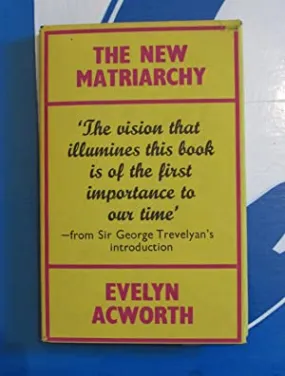 THE NEW
MATRIARCHY
'The vision that
illumines this book
is of the first
importance to
our time'
—from Sir George Trevelyan's
introduction
EVELYN
ACWORTH